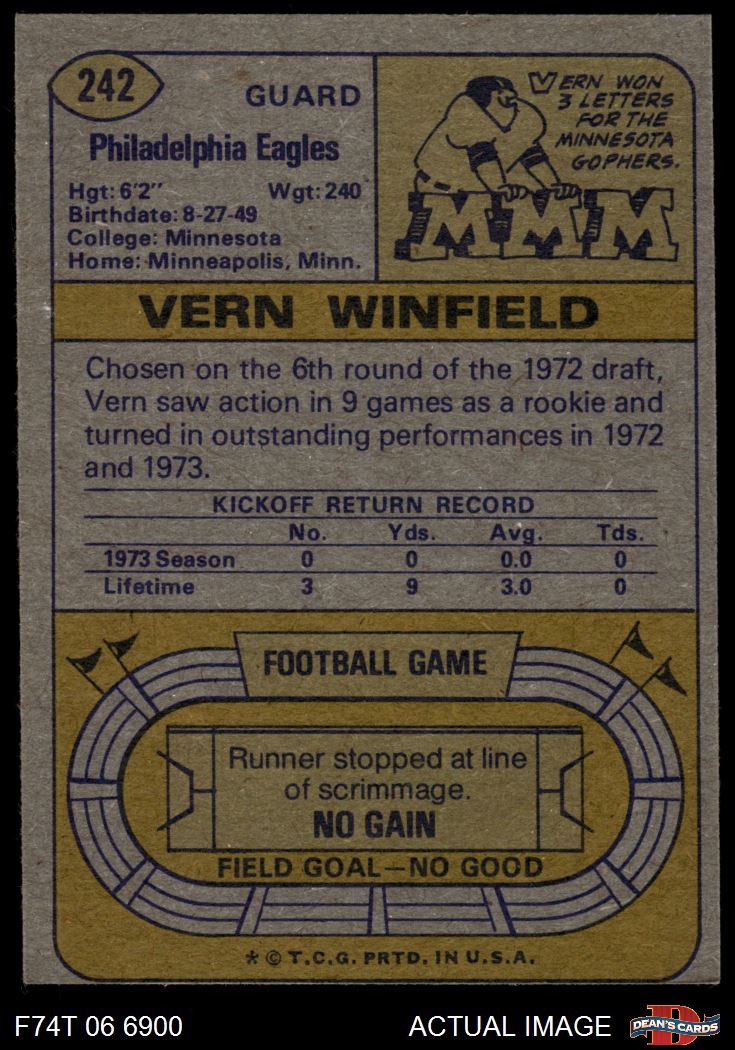 242
GUARD
Philadelphia Eagles
Hgt: 6'2" Wgt: 240
Birthdate: 8-27-49
College: Minnesota
Home: Minneapolis, Minn.
VERN WON
3 LETTERS
FOR THE
MINNESOTA
GOPHERS.
MMM
VERN WINFIELD
Chosen on the 6th round of the 1972 draft,
Vern saw action in 9 games as a rookie and
turned in outstanding performances in 1972
and 1973.
KICKOFF RETURN RECORD
No. Yds. Avg. Tds.
1973 Season 0 0 0.0 0
Lifetime 3 9 3.0 0
FOOTBALL GAME
Runner stopped at line
of scrimmage.
NO GAIN
FIELD GOAL—NO GOOD
* © T.C.G. PRTD. IN U.S.A.
F74T 06 6900 ACTUAL IMAGE
D
DEAN'S CARDS